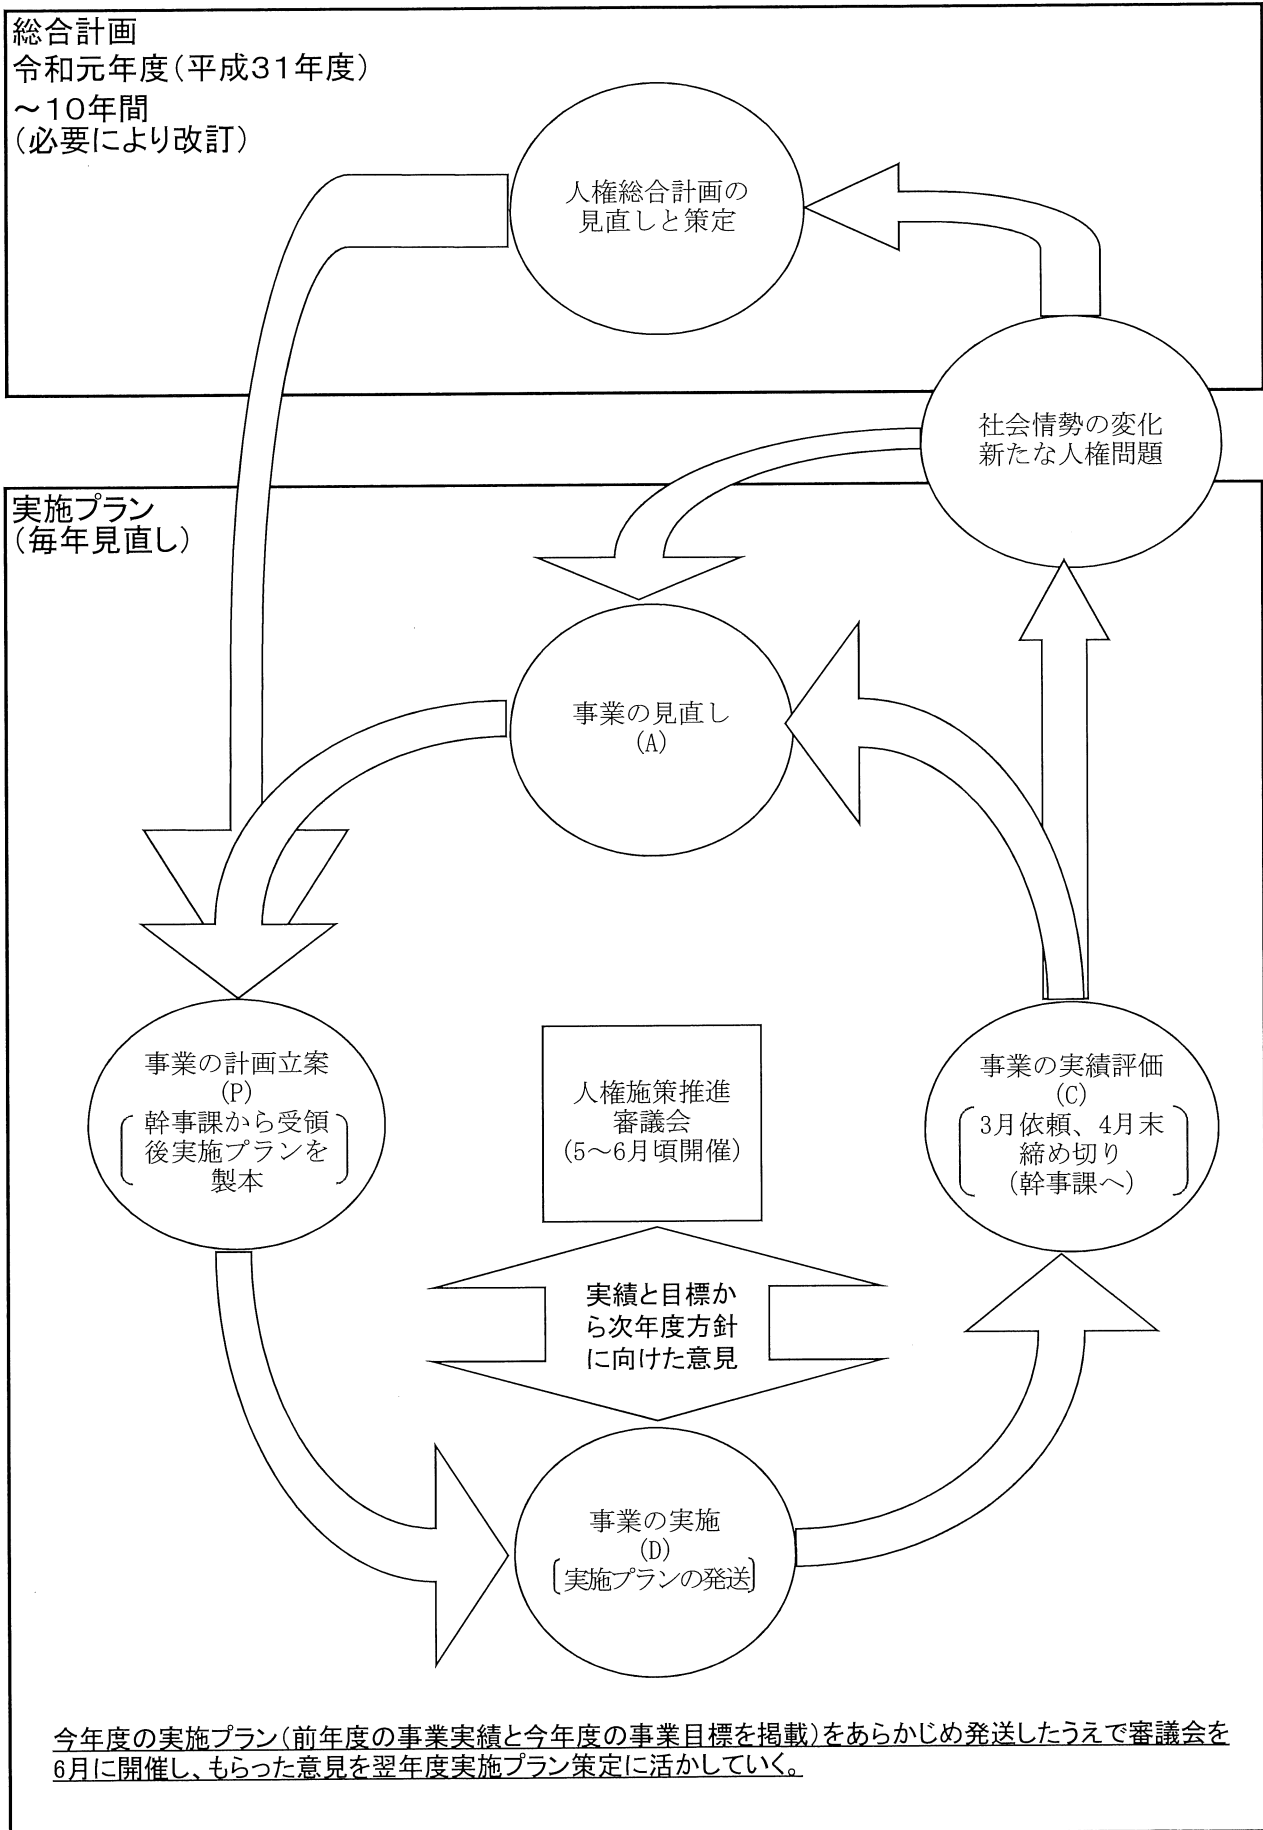 総合計画
令和元年度(平成31年度)
～10年間
(必要により改訂)
人権総合計画の
見直しと策定
社会情勢の変化
新たな人権問題
実施プラン
(毎年見直し)
事業の見直し
(A)
事業の計画立案
(P)
幹事課から受領
後実施プランを
製本
人権施策推進
審議会
(5～6月頃開催)
事業の実績評価
(C)
3月依頼、4月末
締め切り
(幹事課へ)
実績と目標か
ら次年度方針
に向けた意見
事業の実施
(D)
[実施プランの発送]
今年度の実施プラン(前年度の事業実績と今年度の事業目標を掲載)をあらかじめ発送したうえで審議会を
6月に開催し、もらった意見を翌年度実施プラン策定に活かしていく。